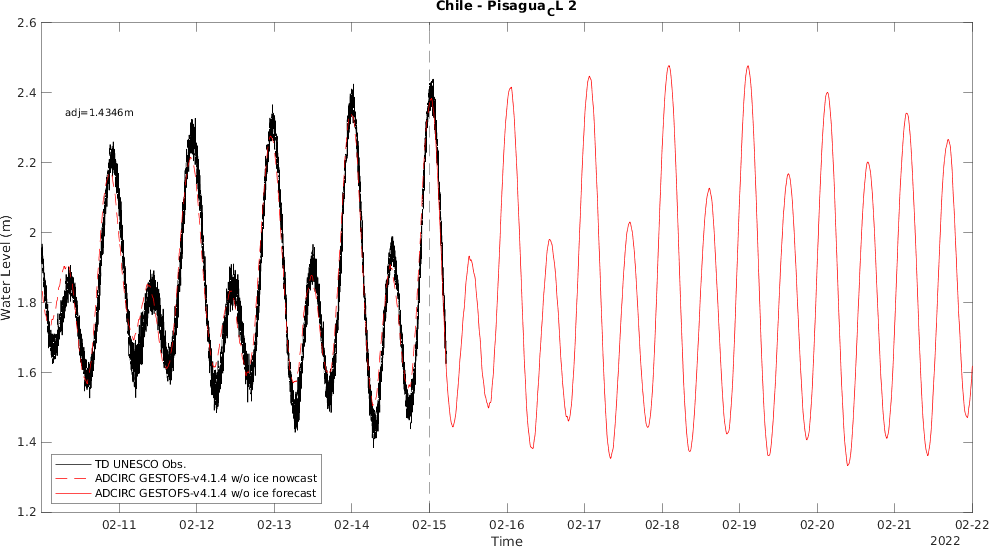 Chile - Pisagua_CL 2
2.6
2.4
2.2
2
1.8
1.6
1.4
1.2
Water Level (m)
adj=1.4346m
TD UNESCO Obs.
ADCIRC GESTOFS-v4.1.4 w/o ice nowcast
ADCIRC GESTOFS-v4.1.4 w/o ice forecast
02-11 02-12 02-13 02-14 02-15 02-16 02-17 02-18 02-19 02-20 02-21 02-22
Time
2022